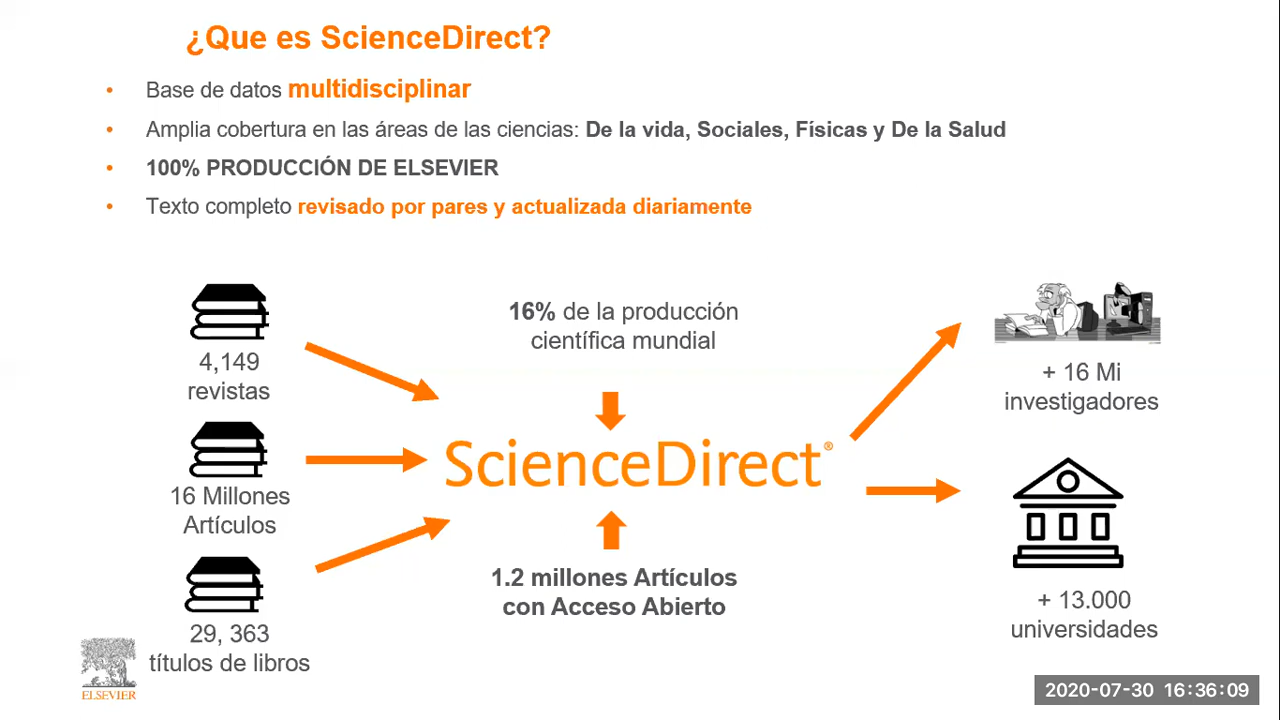 ¿Que es ScienceDirect?
• Base de datos multidisciplinar
• Amplia cobertura en las áreas de las ciencias: De la vida, Sociales, Físicas y De la Salud
• 100% PRODUCCIÓN DE ELSEVIER
• Texto completo revisado por pares y actualizada diariamente
4,149
revistas
16 Millones
Artículos
29, 363
títulos de libros
16% de la producción
científica mundial
ScienceDirect®
1.2 millones Artículos
con Acceso Abierto
+ 16 Mi
investigadores
+ 13.000
universidades
ELSEVIER
2020-07-30 16:36:09